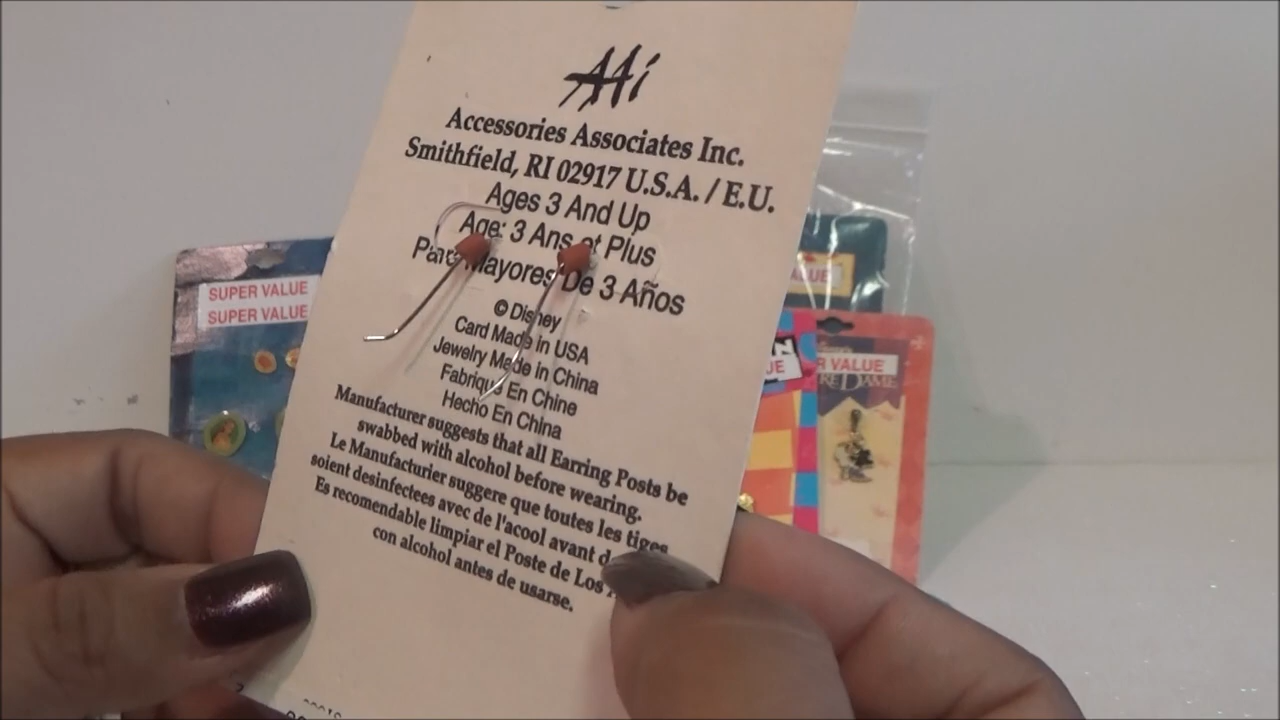 AAi
Accessories Associates Inc.
Smithfield, RI 02917 U.S.A. / E.U.
Ages 3 And Up
Age: 3 Ans et Plus
Para Mayores De 3 Años
© Disney
Card Made in USA
Jewelry Made in China
Fabrique En Chine
Hecho En China
Manufacturer suggests that all Earring Posts be
swabbed with alcohol before wearing.
Le Manufacturier suggere que toutes les tiges
soient desinfectees avec de l'acool avant
Es recomendable limpiar el Poste de Los
con alcohol antes de usarse.
SUPER VALUE
SUPER VALUE
VALUE